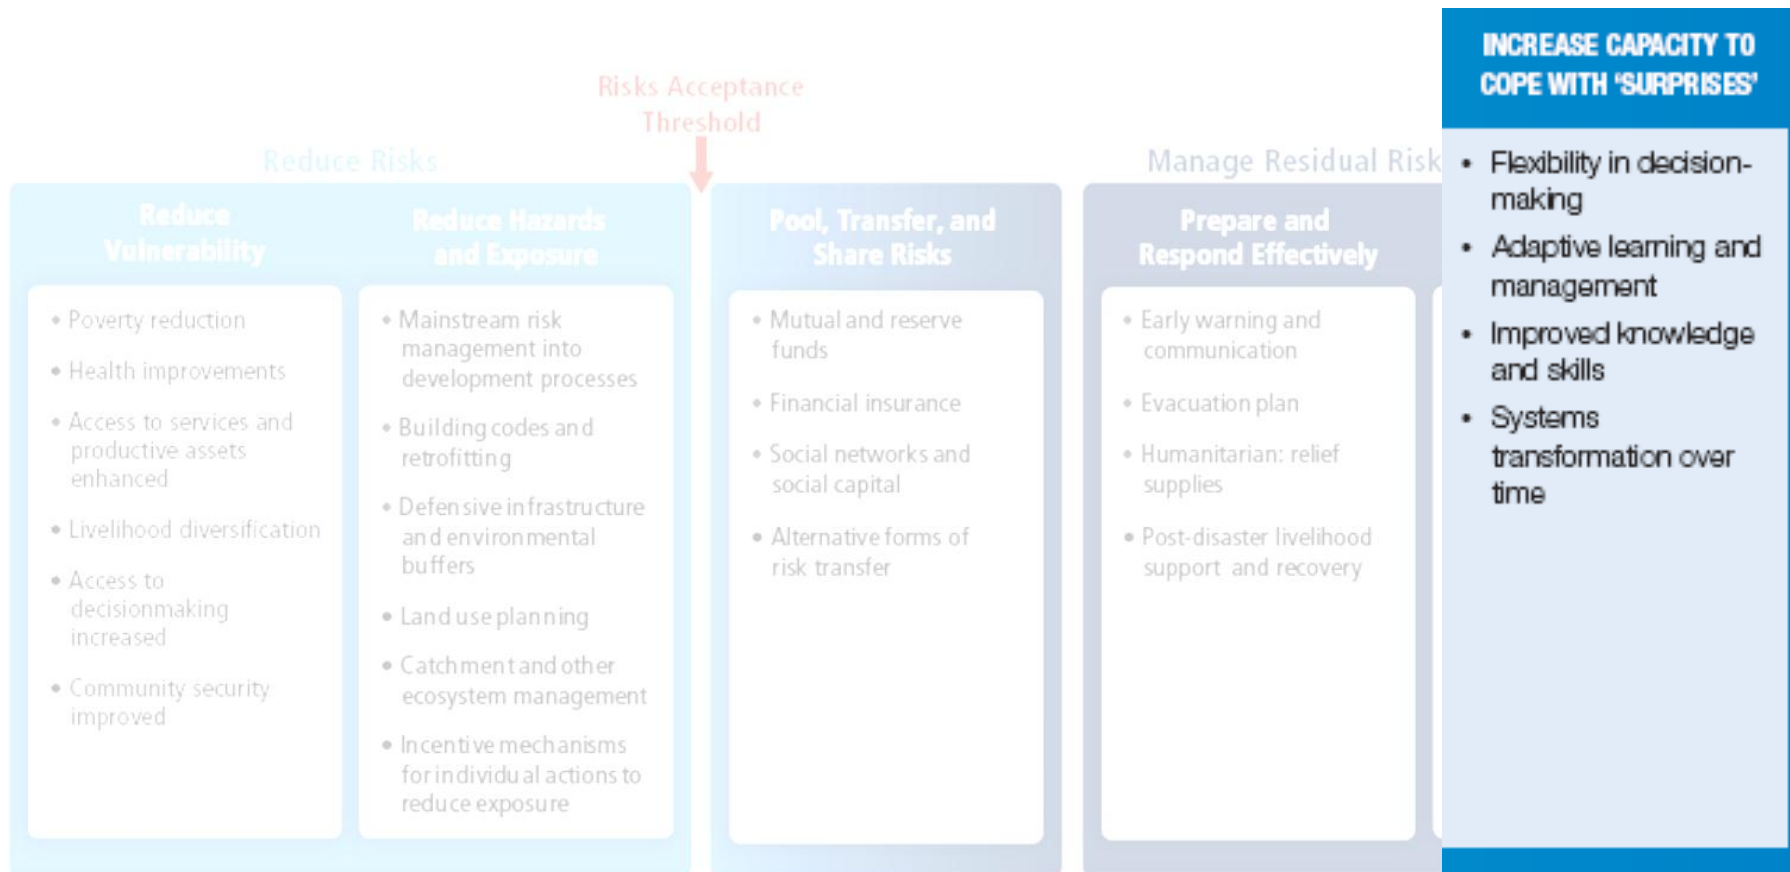 Risks Acceptance
Threshold
Reduce Risks
Manage Residual Risk
Reduce
Vulnerability
• Poverty reduction
• Health improvements
• Access to services and
productive assets
enhanced
• Livelihood diversification
• Access to
decisionmaking
increased
• Community security
improved
Reduce Hazards
and Exposure
• Mainstream risk
management into
development processes
• Building codes and
retrofitting
• Defensive infrastructure
and environmental
buffers
• Land use planning
• Catchment and other
ecosystem management
• Incentive mechanisms
for individual actions to
reduce exposure
Pool, Transfer, and
Share Risks
• Mutual and reserve
funds
• Financial insurance
• Social networks and
social capital
• Alternative forms of
risk transfer
Prepare and
Respond Effectively
• Early warning and
communication
• Evacuation plan
• Humanitarian: relief
supplies
• Post-disaster livelihood
support and recovery
INCREASE CAPACITY TO
COPE WITH ‘SURPRISES’
• Flexibility in decision-
making
• Adaptive learning and
management
• Improved knowledge
and skills
• Systems
transformation over
time